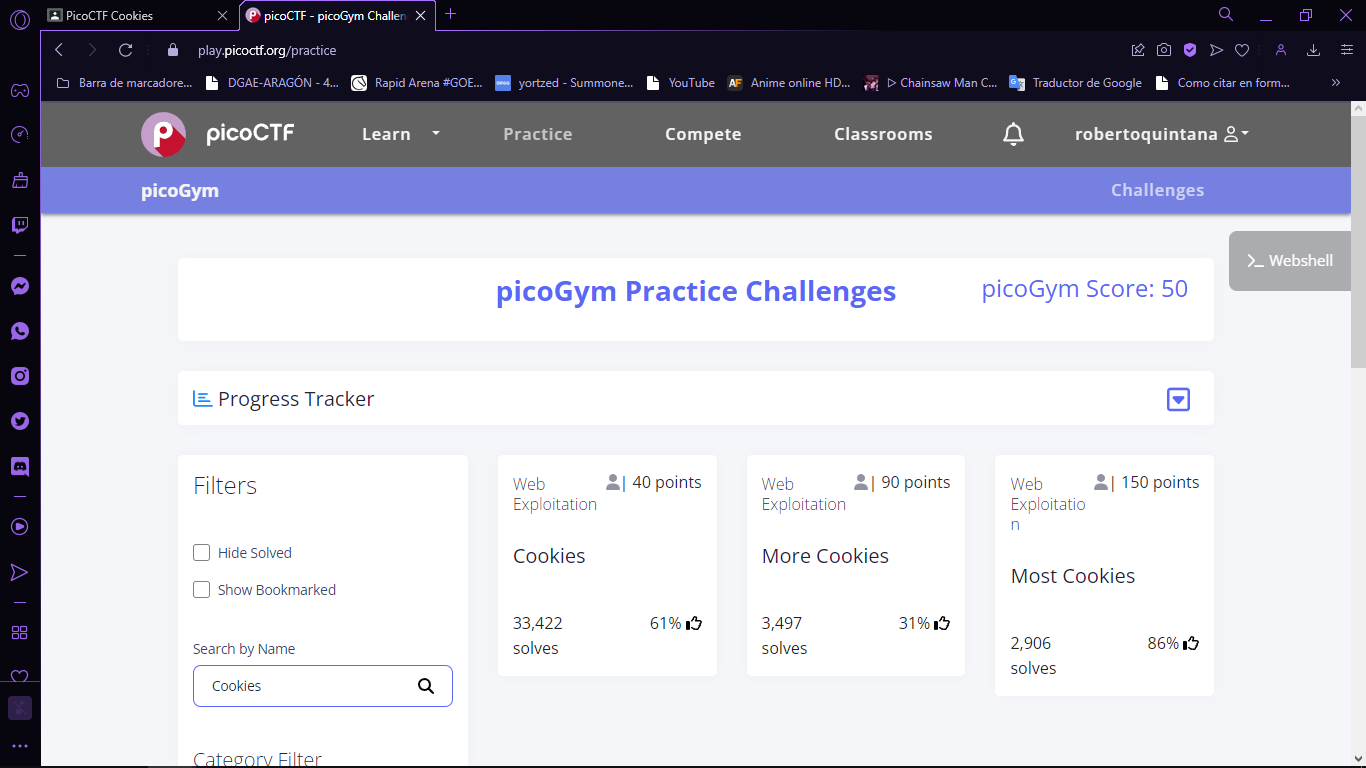 PicoCTF Cookies
picoCTF - picoGym Challen
play.picoctf.org/practice
Barra de marcadore...
DGAE-ARAGÓN - 4...
Rapid Arena #GOE...
yortzed - Summone...
YouTube
AF Anime online HD...
▷ Chainsaw Man C...
Traductor de Google
Como citar en form...
»
picoCTF
Learn
Practice
Compete
Classrooms
robertoquintana
picoGym
Challenges
>_ Webshell
picoGym Practice Challenges
picoGym Score: 50
Progress Tracker
Filters
Hide Solved
Show Bookmarked
Search by Name
Cookies
Category Filter
Web
Exploitation
| 40 points
Cookies
33,422
solves
61%
Web
Exploitation
| 90 points
More Cookies
3,497
solves
31%
Web
Exploitatio
n
| 150 points
Most Cookies
2,906
solves
86%